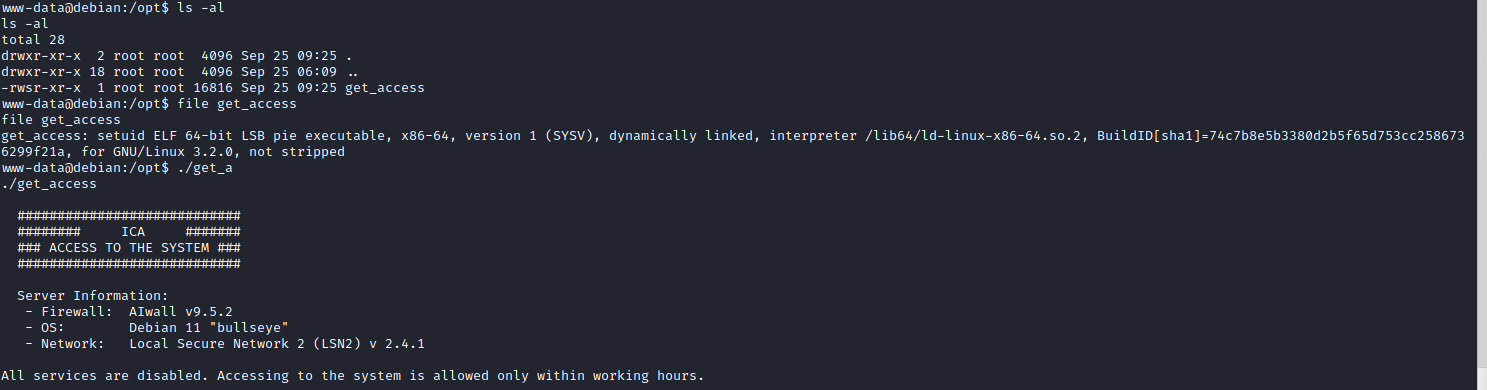 www-data@debian:/opt$ ls -al
ls -al
total 28
drwxr-xr-x  2 root root  4096 Sep 25 09:25 .
drwxr-xr-x 18 root root  4096 Sep 25 06:09 ..
-rwsr-xr-x  1 root root 16816 Sep 25 09:25 get_access
www-data@debian:/opt$ file get_access
file get_access
get_access: setuid ELF 64-bit LSB pie executable, x86-64, version 1 (SYSV), dynamically linked, interpreter /lib64/ld-linux-x86-64.so.2, BuildID[sha1]=74c7b8e5b3380d2b5f65d753cc258673
6299f21a, for GNU/Linux 3.2.0, not stripped
www-data@debian:/opt$ ./get_a
./get_access
  ############################
  ########     ICA     #######
  ### ACCESS TO THE SYSTEM ###
  ############################
  Server Information:
   - Firewall:  AIwall v9.5.2
   - OS:        Debian 11 "bullseye"
   - Network:   Local Secure Network 2 (LSN2) v 2.4.1
All services are disabled. Accessing to the system is allowed only within working hours.